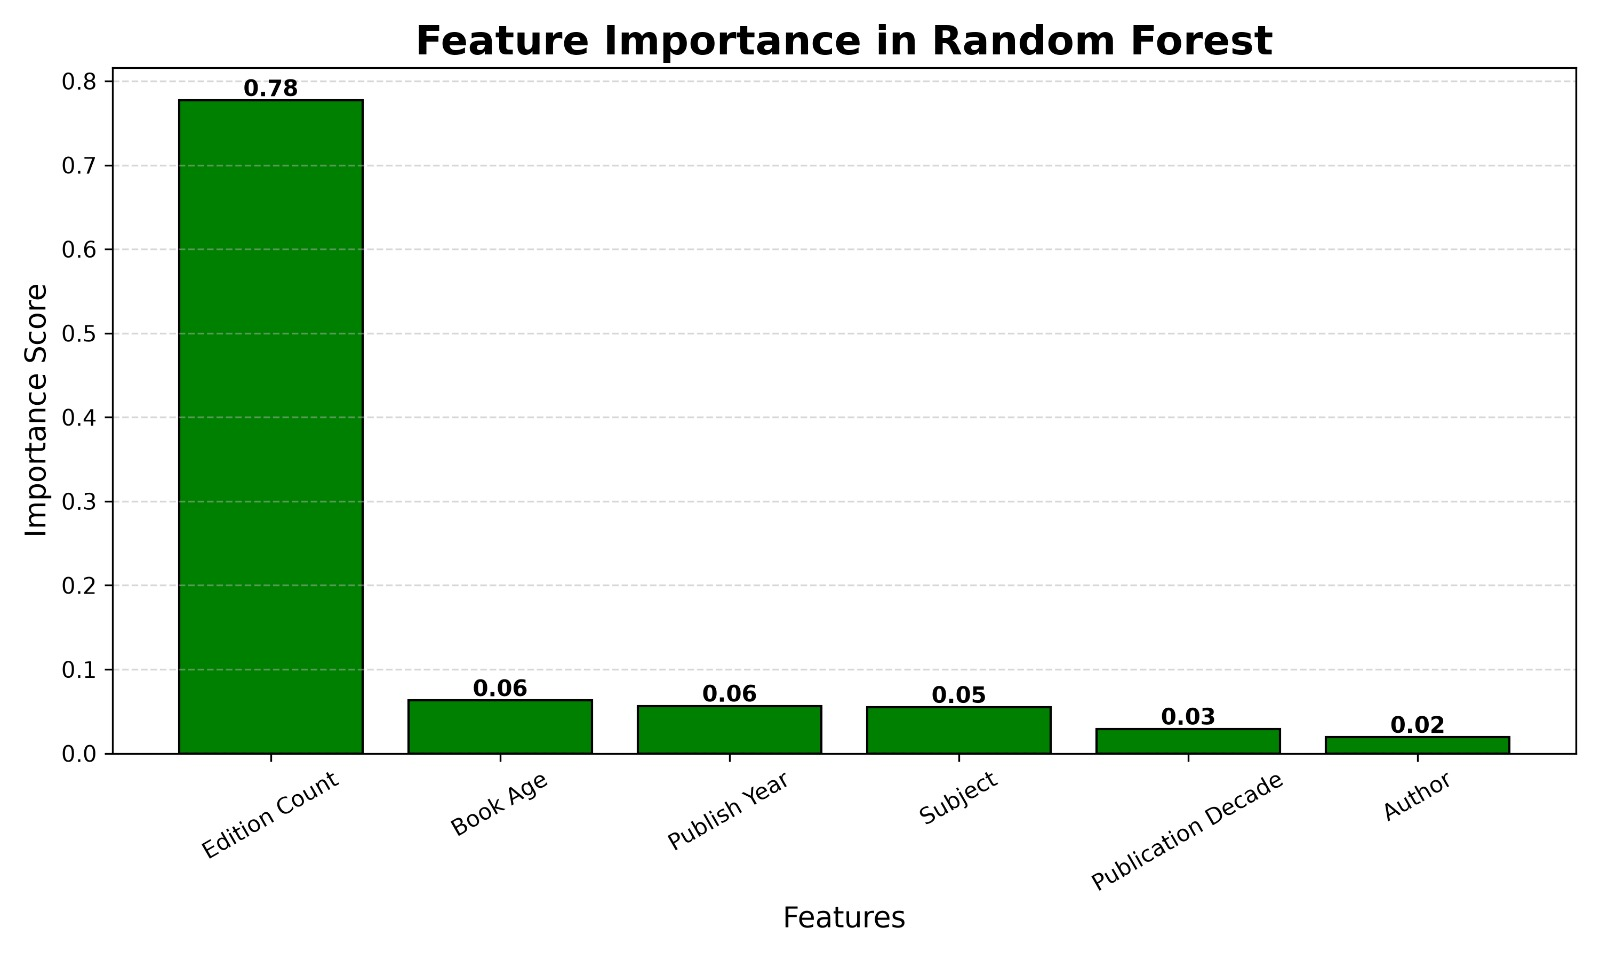 Feature Importance in Random Forest
0.8
0.7
0.6
0.5
0.4
0.3
0.2
0.1
0.0
Importance Score
0.78
0.06
0.06
0.05
0.03
0.02
Edition Count
Book Age
Publish Year
Subject
Publication Decade
Author
Features